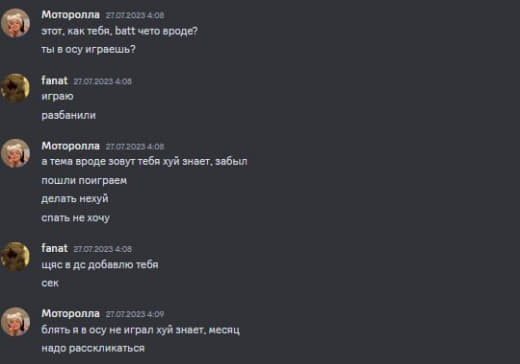 Моторолла 27.07.2023 4:08
этот, как тебя, batt чето вроде?
ты в осу играешь?
fanat 27.07.2023 4:08
играю
разбанили
Моторолла 27.07.2023 4:08
а тема вроде зовут тебя хуй знает, забыл
пошли поиграем
делать нехуй
спать не хочу
fanat 27.07.2023 4:08
щяс в дс добавлю тебя
сек
Моторолла 27.07.2023 4:09
блять я в осу не играл хуй знает, месяц
надо расскликаться